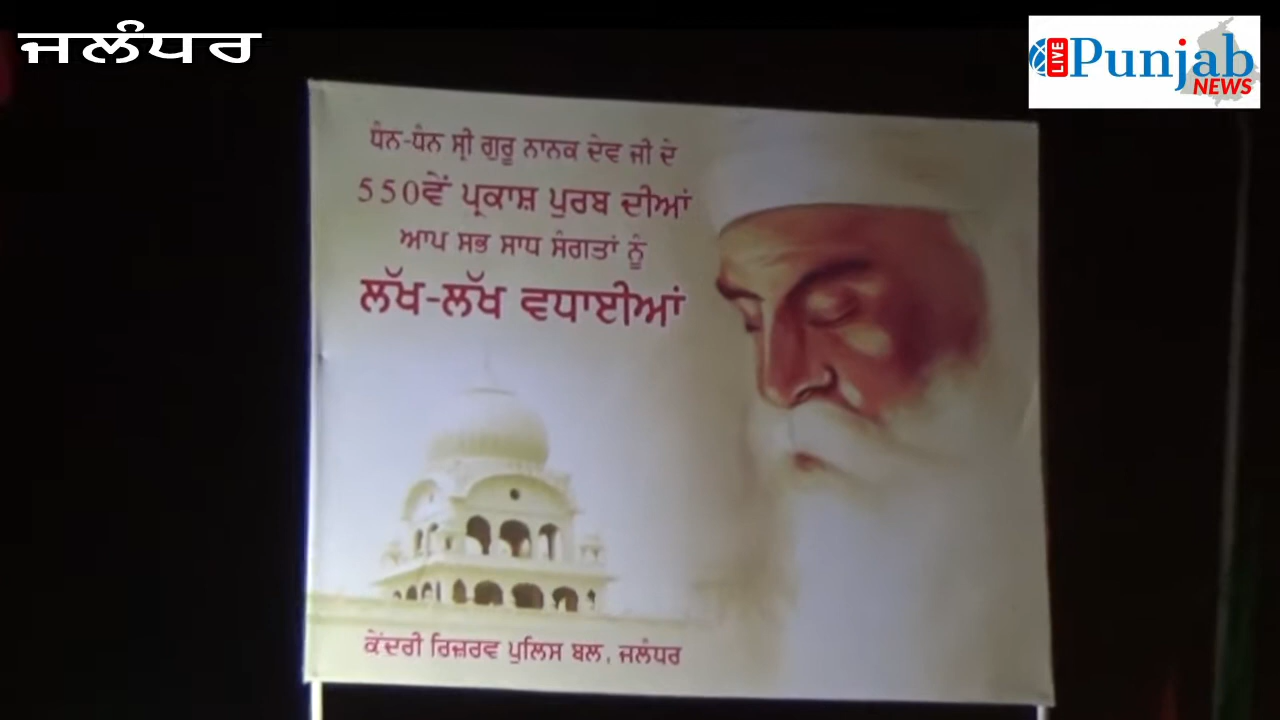 ਜਲੰਧਰ
LIVE Punjab
NEWS
ਧੰਨ-ਧੰਨ ਸ੍ਰੀ ਗੁਰੂ ਨਾਨਕ ਦੇਵ ਜੀ ਦੇ
550ਵੇਂ ਪ੍ਰਕਾਸ਼ ਪੁਰਬ ਦੀਆਂ
ਆਪ ਸਭ ਸਾਧ ਸੰਗਤਾਂ ਨੂੰ
ਲੱਖ-ਲੱਖ ਵਧਾਈਆਂ
ਕੇਂਦਰੀ ਰਿਜ਼ਰਵ ਪੁਲਿਸ ਬਲ, ਜਲੰਧਰ